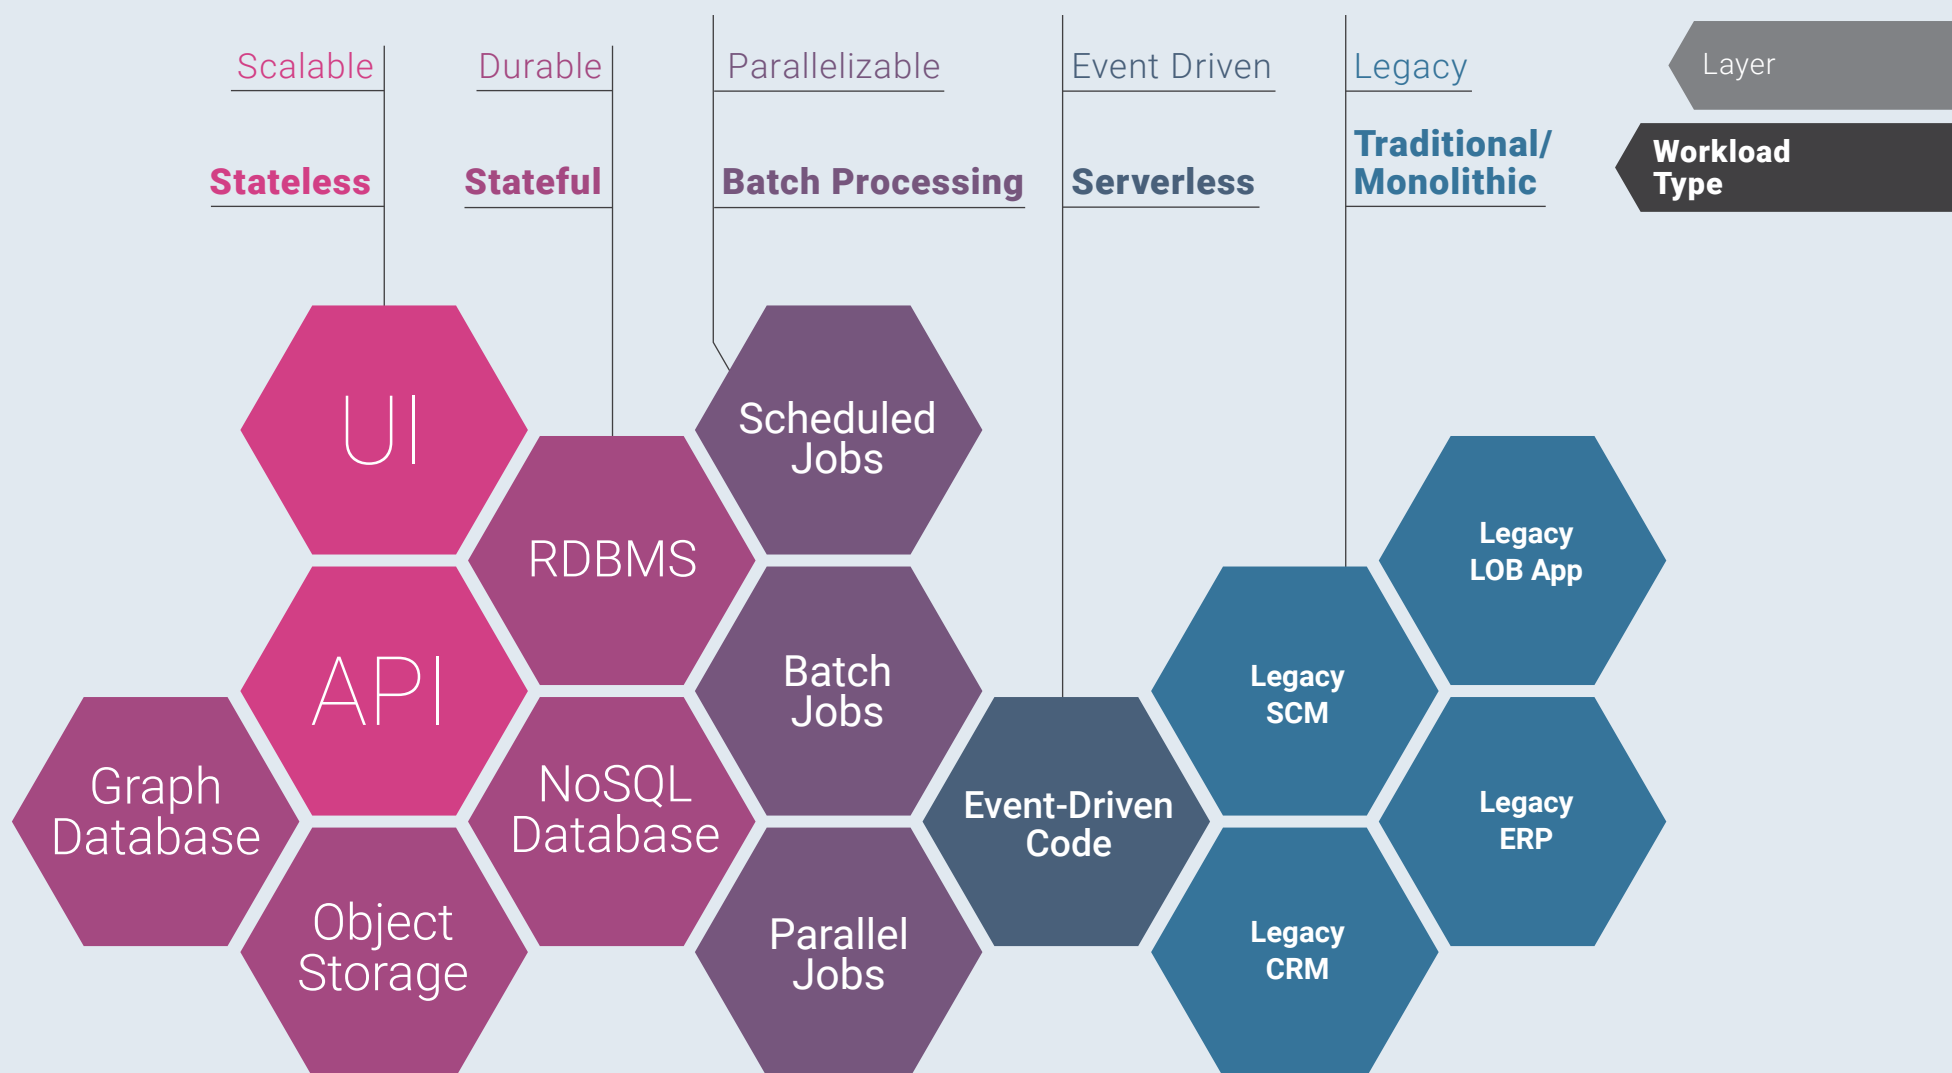 Scalable
Durable
Parallelizable
Event Driven
Legacy
Layer
Stateless
Stateful
Batch Processing
Serverless
Traditional/
Monolithic
Workload
Type
UI
Scheduled
Jobs
RDBMS
Legacy
LOB App
API
Batch
Jobs
Legacy
SCM
Graph
Database
NoSQL
Database
Event-Driven
Code
Legacy
ERP
Object
Storage
Parallel
Jobs
Legacy
CRM